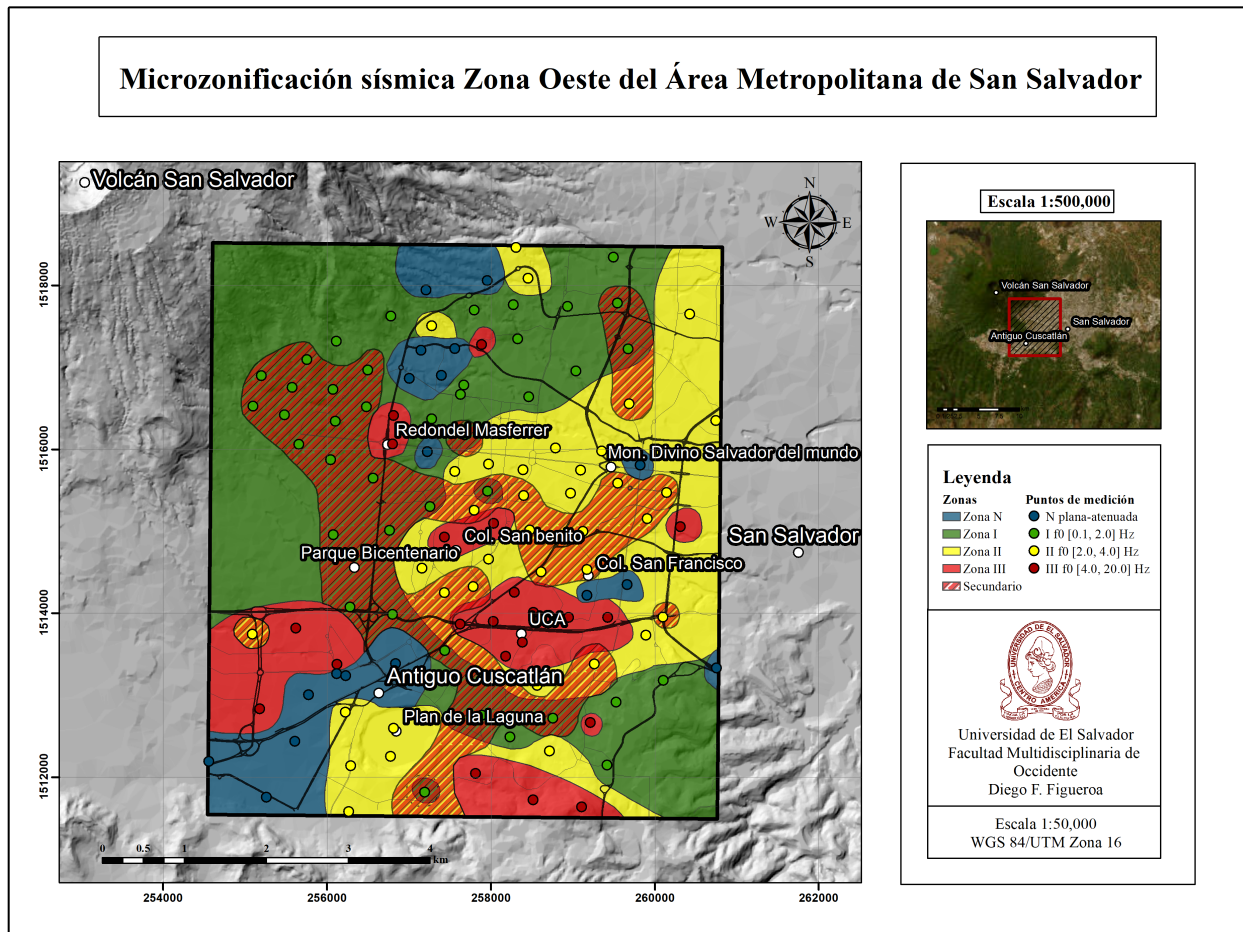 Microzonificación sísmica Zona Oeste del Área Metropolitana de San Salvador
Volcán San Salvador
N
W E
S
Redondel Masferrer
Mon. Divino Salvador del mundo
Col. San benito
San Salvador
Parque Bicentenario
Col. San Francisco
UCA
Antiguo Cuscatlán
Plan de la Laguna
1518000
1516000
1514000
1512000
0 0.5 1 2 3 4
km
254000 256000 258000 260000 262000
Escala 1:500,000
Volcán San Salvador
San Salvador
Antiguo Cuscatlán
Leyenda
Zonas Puntos de medición
Zona N N plana-atenuada
Zona I I f0 [0.1, 2.0] Hz
Zona II II f0 [2.0, 4.0] Hz
Zona III III f0 [4.0, 20.0] Hz
Secundario
UNIVERSIDAD DE EL SALVADOR
CENTRO AMERICA
Universidad de El Salvador
Facultad Multidisciplinaria de
Occidente
Diego F. Figueroa
Escala 1:50,000
WGS 84/UTM Zona 16